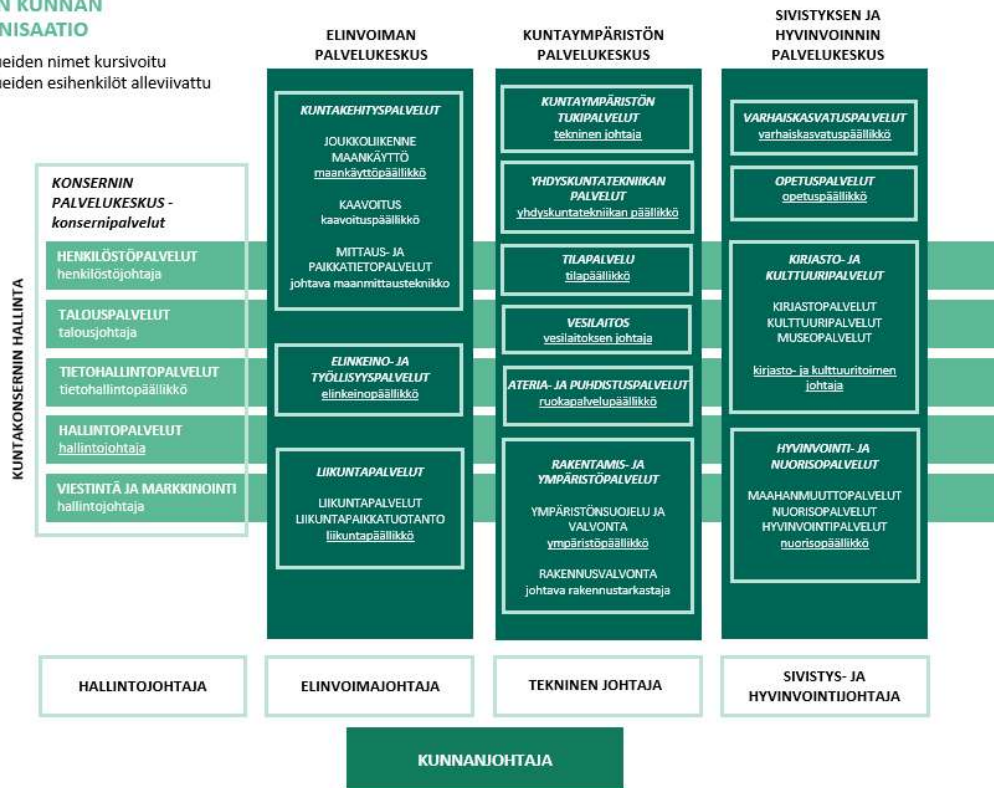 KUNNAN
ueiden nimet kursivoitu
ueiden esihenkilöt alleviivattu
KUNTAKONSERNIN HALLINTA
KONSERNIN
PALVELUKESKUS -
konsernipalvelut
HENKILÖSTÖPALVELUT
henkilöstöjohtaja
TALOUSPALVELUT
talousjohtaja
TIETOHALLINTOPALVELUT
tietohallintopäällikkö
HALLINTOPALVELUT
hallintojohtaja
VIESTINTÄ JA MARKKINOINTI
hallintojohtaja
HALLINTOJOHTAJA
ELINVOIMAN
PALVELUKESKUS
KUNTAKEHITYSPALVELUT
JOUKKOLIIKENNE
MAANKÄYTTÖ
maankäyttöpäällikkö
KAAVOITUS
kaavoituspäällikkö
MITTAUS- JA
PAIKKATIETOPALVELUT
johtava maanmittausteknikko
ELINKEINO- JA
TYÖLLISYYSPALVELUT
elinkeinopäällikkö
LIIKUNTAPALVELUT
LIIKUNTAPALVELUT
LIIKUNTAPAIKKATUOTANTO
liikuntapäällikkö
ELINVOIMAJOHTAJA
KUNTAYMPÄRISTÖN
PALVELUKESKUS
KUNTAYMPÄRISTÖN
TUKIPALVELUT
tekninen johtaja
YHDYSKUNTATEKNIIKAN
PALVELUT
yhdyskuntatekniikan päällikkö
TILAPALVELU
tilapäällikkö
VESILAITOS
vesilaitoksen johtaja
ATERIA- JA PUHDISTUSPALVELUT
ruokapalvelupäällikkö
RAKENTAMIS- JA
YMPÄRISTÖPALVELUT
YMPÄRISTÖNSUOJELU JA
VALVONTA
ympäristöpäällikkö
RAKENNUSVALVONTA
johtava rakennustarkastaja
TEKNINEN JOHTAJA
SIVISTYKSEN JA
HYVINVOINNIN
PALVELUKESKUS
VARHAISKASVATUSPALVELUT
varhaiskasvatuspäällikkö
OPETUSPALVELUT
opetuspäällikkö
KIRJASTO- JA
KULTTUURIPALVELUT
KIRJASTOPALVELUT
KULTTUURIPALVELUT
MUSEOPALVELUT
kirjasto- ja kulttuuritoimen
johtaja
HYVINVOINTI- JA
NUORISOPALVELUT
MAAHANMUUTTOPALVELUT
NUORISOPALVELUT
HYVINVOINTIPALVELUT
nuorisopäällikkö
SIVISTYS- JA
HYVINVOINTIJOHTAJA
KUNNANJOHTAJA